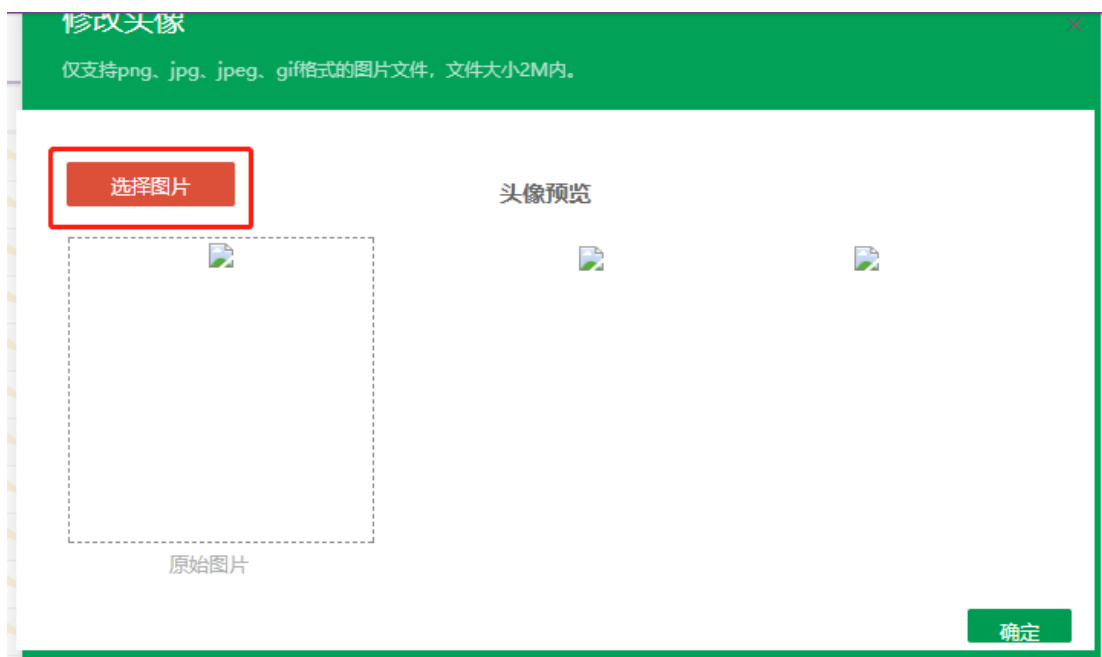 修改头像
仅支持png、jpg、jpeg、gif格式的图片文件，文件大小2M内。
选择图片
头像预览
原始图片
确定